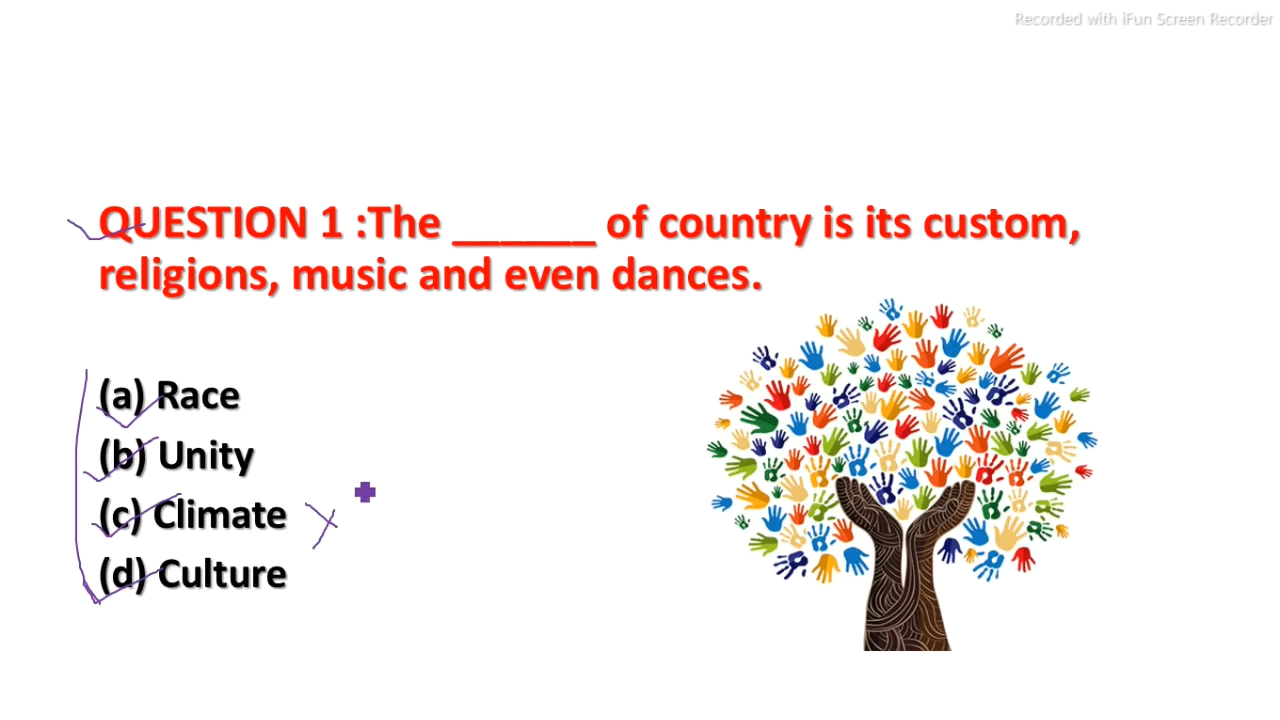 Recorded with iFun Screen Recorder
QUESTION 1 :The ______ of country is its custom,
religions, music and even dances.
(a) Race
(b) Unity
(c) Climate
(d) Culture